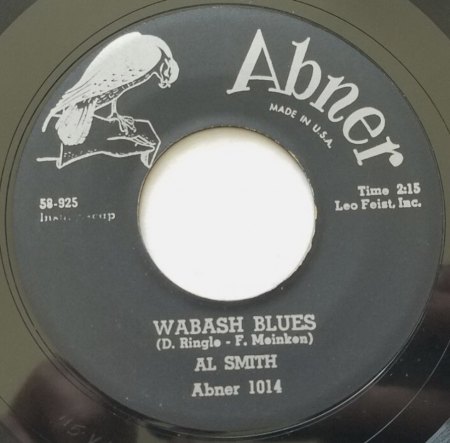 Abner
MADE IN U.S.A.
58-925
Time 2:15
Leo Feist, Inc.
WABASH BLUES
(D. Ringle - F. Meinken)
AL SMITH
Abner 1014